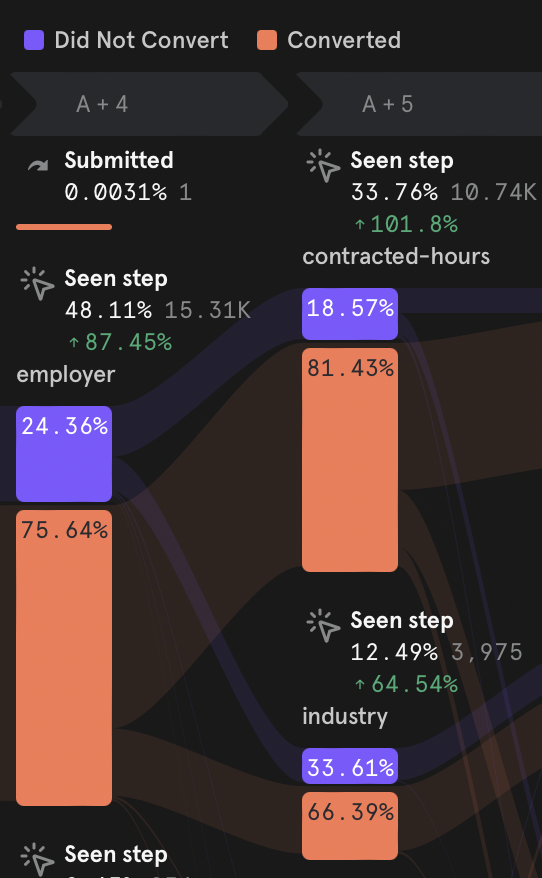 Did Not Convert
Converted
A + 4
Submitted
0.0031% 1
Seen step
48.11% 15.31K
↑ 87.45%
employer
24.36%
75.64%
Seen step
A + 5
Seen step
33.76% 10.74K
↑ 101.8%
contracted-hours
18.57%
81.43%
Seen step
12.49% 3,975
↑ 64.54%
industry
33.61%
66.39%